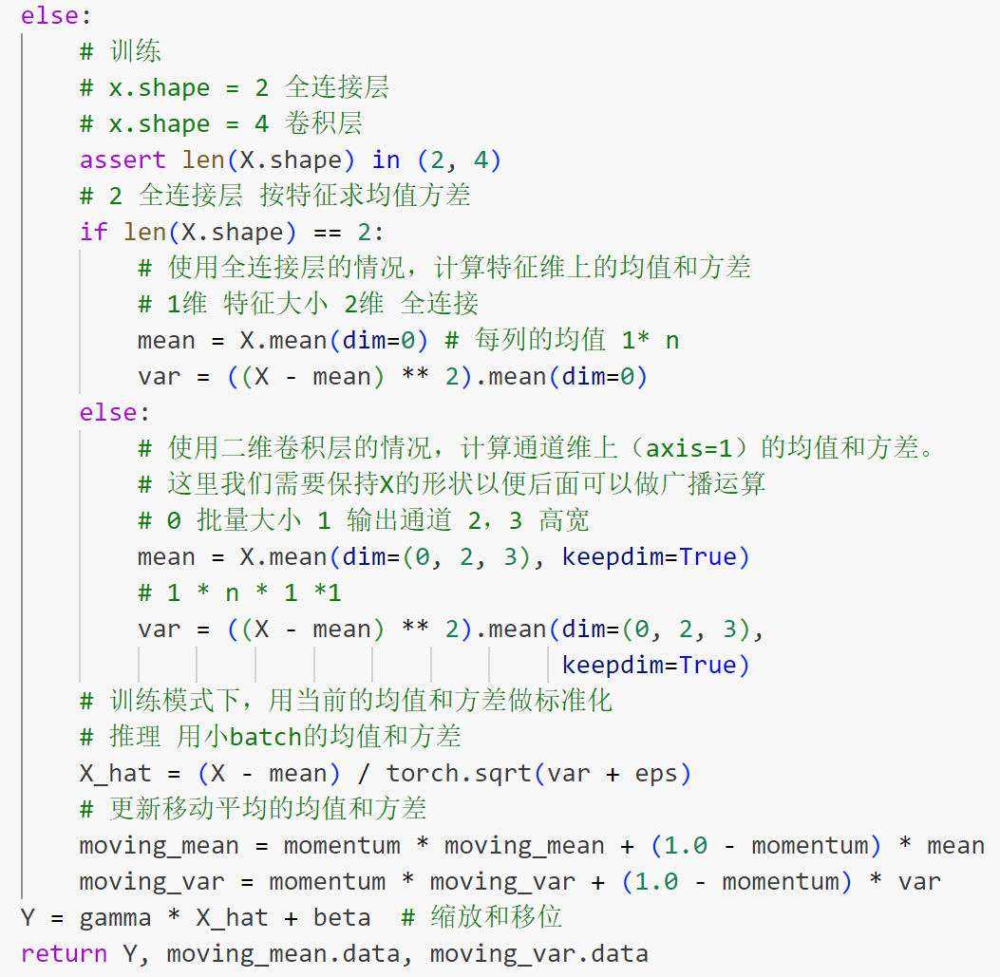 else:
# 训练
# x.shape = 2 全连接层
# x.shape = 4 卷积层
assert len(X.shape) in (2, 4)
# 2 全连接层 按特征求均值方差
if len(X.shape) == 2:
# 使用全连接层的情况，计算特征维上的均值和方差
# 1维 特征大小 2维 全连接
mean = X.mean(dim=0) # 每列的均值 1* n
var = ((X - mean) ** 2).mean(dim=0)
else:
# 使用二维卷积层的情况，计算通道维上（axis=1）的均值和方差。
# 这里我们需要保持X的形状以便后面可以做广播运算
# 0 批量大小 1 输出通道 2，3 高宽
mean = X.mean(dim=(0, 2, 3), keepdim=True)
# 1 * n * 1 *1
var = ((X - mean) ** 2).mean(dim=(0, 2, 3),
keepdim=True)
# 训练模式下，用当前的均值和方差做标准化
# 推理 用小batch的均值和方差
X_hat = (X - mean) / torch.sqrt(var + eps)
# 更新移动平均的均值和方差
moving_mean = momentum * moving_mean + (1.0 - momentum) * mean
moving_var = momentum * moving_var + (1.0 - momentum) * var
Y = gamma * X_hat + beta  # 缩放和移位
return Y, moving_mean.data, moving_var.data